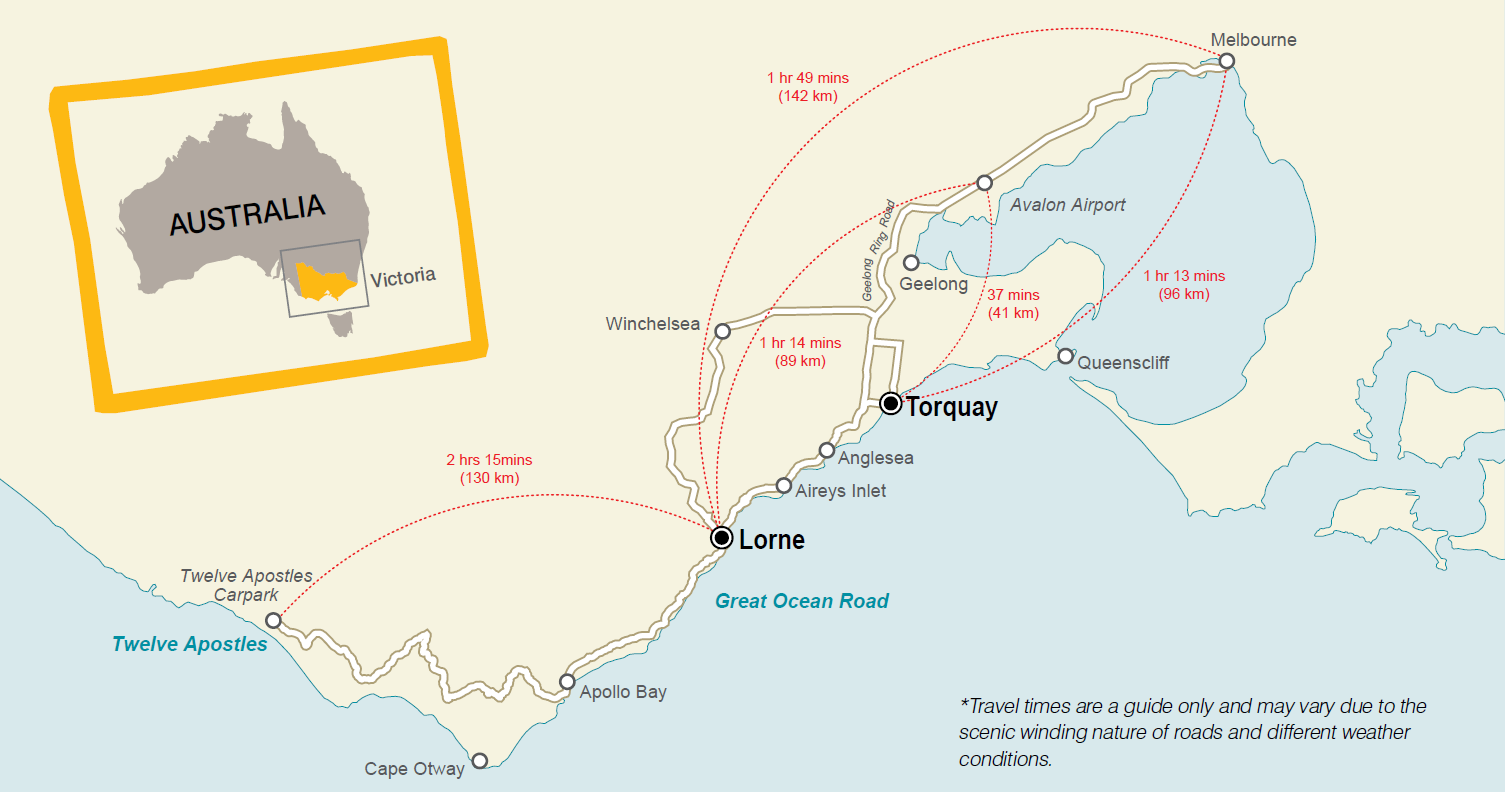 AUSTRALIA
Victoria
Melbourne
1 hr 49 mins
(142 km)
Avalon Airport
Geelong Ring Road
Geelong
1 hr 13 mins
(96 km)
37 mins
(41 km)
Winchelsea
1 hr 14 mins
(89 km)
Queenscliff
Torquay
Anglesea
Aireys Inlet
2 hrs 15mins
(130 km)
Lorne
Twelve Apostles
Carpark
Great Ocean Road
Twelve Apostles
Apollo Bay
Cape Otway
*Travel times are a guide only and may vary due to the
scenic winding nature of roads and different weather
conditions.